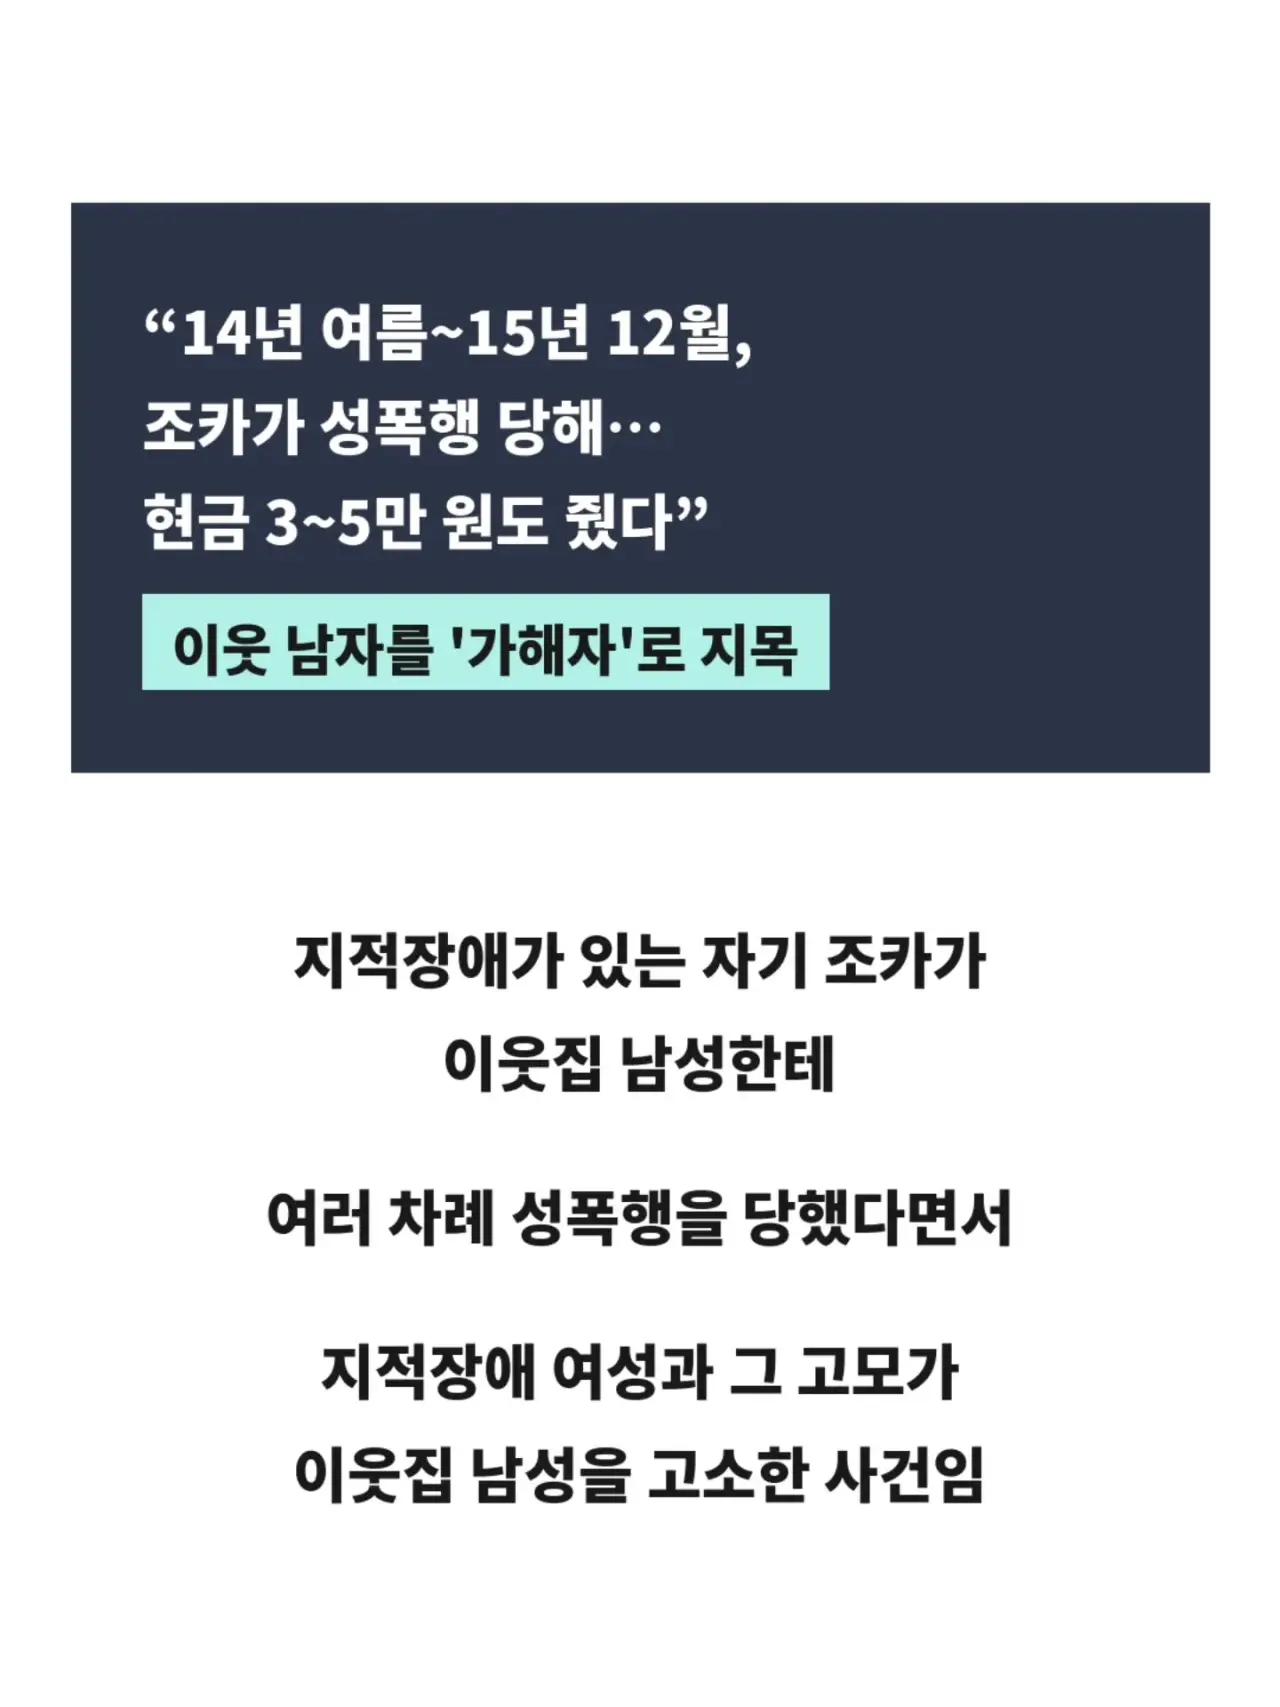 “14년 여름~15년 12월,
조카가 성폭행 당해…
현금 3~5만 원도 줬다”
이웃 남자를 '가해자'로 지목
지적장애가 있는 자기 조카가
이웃집 남성한테
여러 차례 성폭행을 당했다면서
지적장애 여성과 그 고모가
이웃집 남성을 고소한 사건임